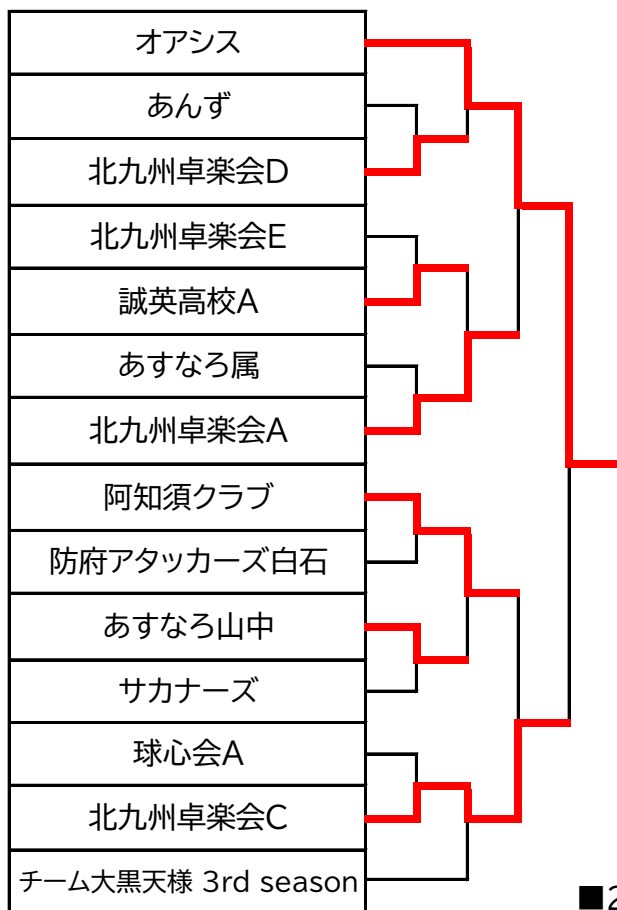 オアシス
あんず
北九州卓楽会D
北九州卓楽会E
誠英高校A
あすなろ属
北九州卓楽会A
阿知須クラブ
防府アタッカーズ白石
あすなろ山中
サカナーズ
球心会A
北九州卓楽会C
チーム大黒天様 3rd season
■2